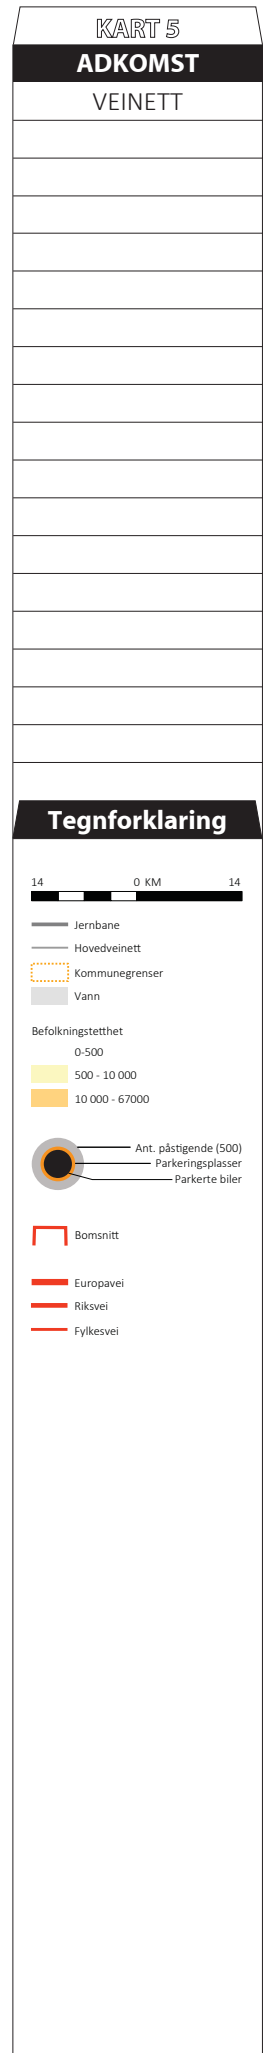 KART 5
ADKOMST
VEINETT
Tegnforklaring
14 0 KM 14
Jernbane
Hovedveinett
Kommunegrenser
Vann
Befolkningstetthet
0-500
500 - 10 000
10 000 - 67000
Ant. påstigende (500)
Parkeringsplasser
Parkerte biler
Bomsnitt
Europavei
Riksvei
Fylkesvei